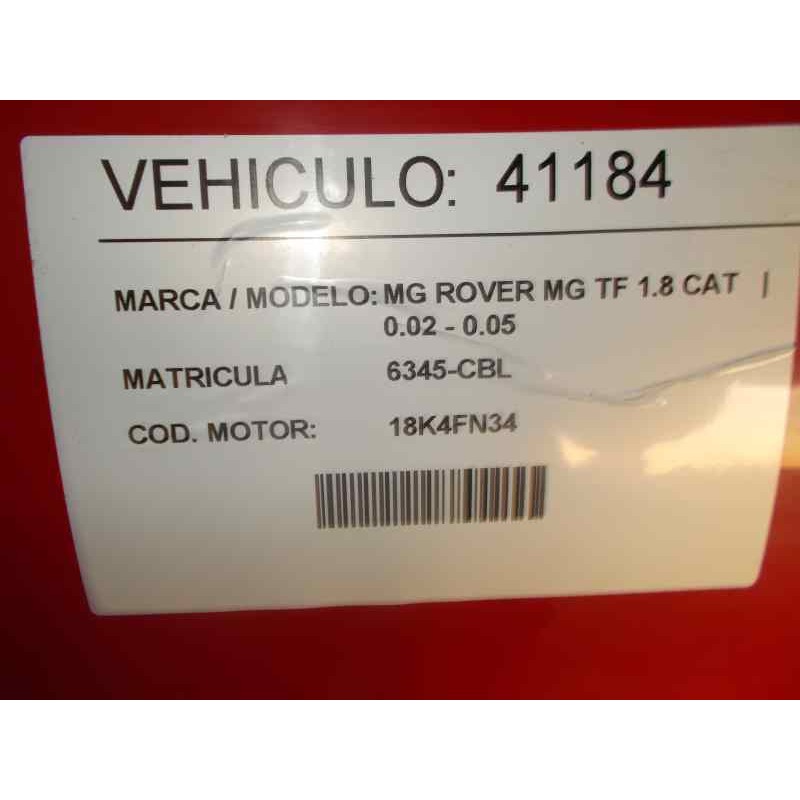 VEHICULO: 41184
MARCA / MODELO: MG ROVER MG TF 1.8 CAT |
0.02 - 0.05
MATRICULA 6345-CBL
COD. MOTOR: 18K4FN34